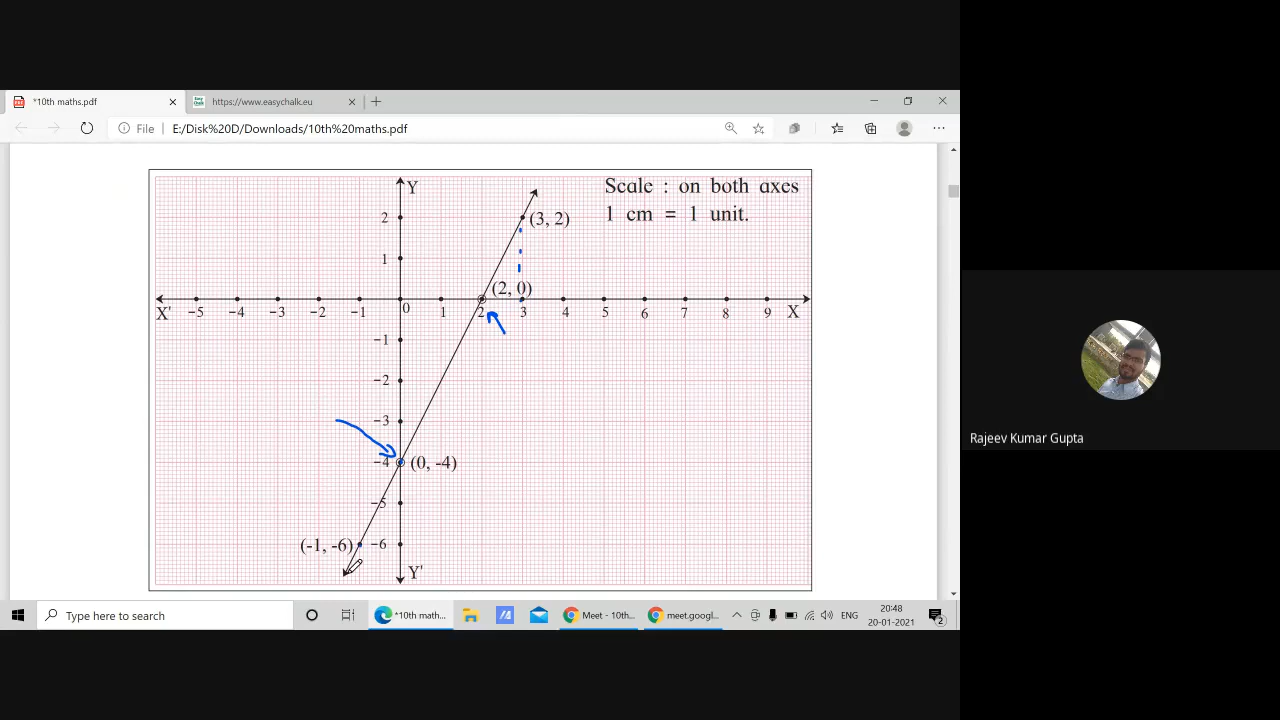 *10th maths.pdf
https://www.easychalk.eu
File
E:/Disk%20D/Downloads/10th%20maths.pdf
Scale : on both axes
1 cm = 1 unit.
Y
2
(3, 2)
1
(2, 0)
X' -5 -4 -3 -2 -1 0 1 2 3 4 5 6 7 8 9 X
-1
-2
-3
-4 (0, -4)
-5
(-1, -6) -6
Y'
Rajeev Kumar Gupta
Type here to search
*10th math...
Meet - 10th...
meet.googl...
ENG
20:48
20-01-2021
2